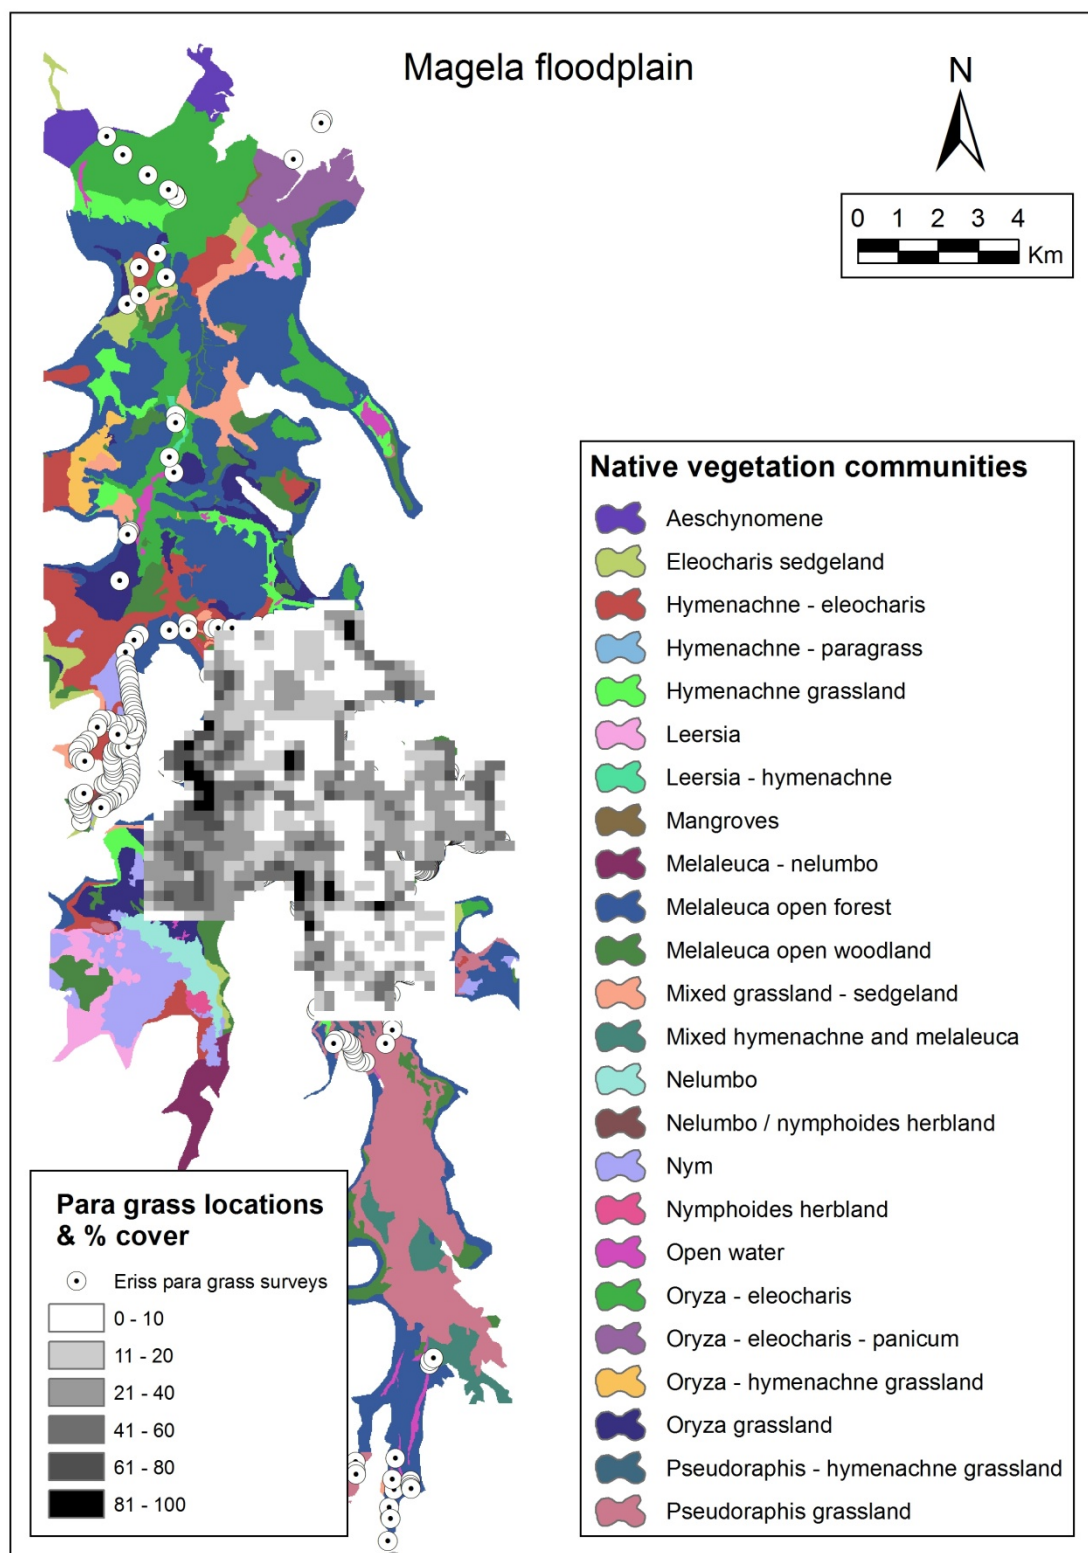 Magela floodplain
N
0 1 2 3 4
Km
Native vegetation communities
Aeschynomene
Eleocharis sedgeland
Hymenachne - eleocharis
Hymenachne - paragrass
Hymenachne grassland
Leersia
Leersia - hymenachne
Mangroves
Melaleuca - nelumbo
Melaleuca open forest
Melaleuca open woodland
Mixed grassland - sedgeland
Mixed hymenachne and melaleuca
Nelumbo
Nelumbo / nymphoides herbland
Nym
Nymphoides herbland
Open water
Oryza - eleocharis
Oryza - eleocharis - panicum
Oryza - hymenachne grassland
Oryza grassland
Pseudoraphis - hymenachne grassland
Pseudoraphis grassland
Para grass locations
& % cover
Eriss para grass surveys
0 - 10
11 - 20
21 - 40
41 - 60
61 - 80
81 - 100